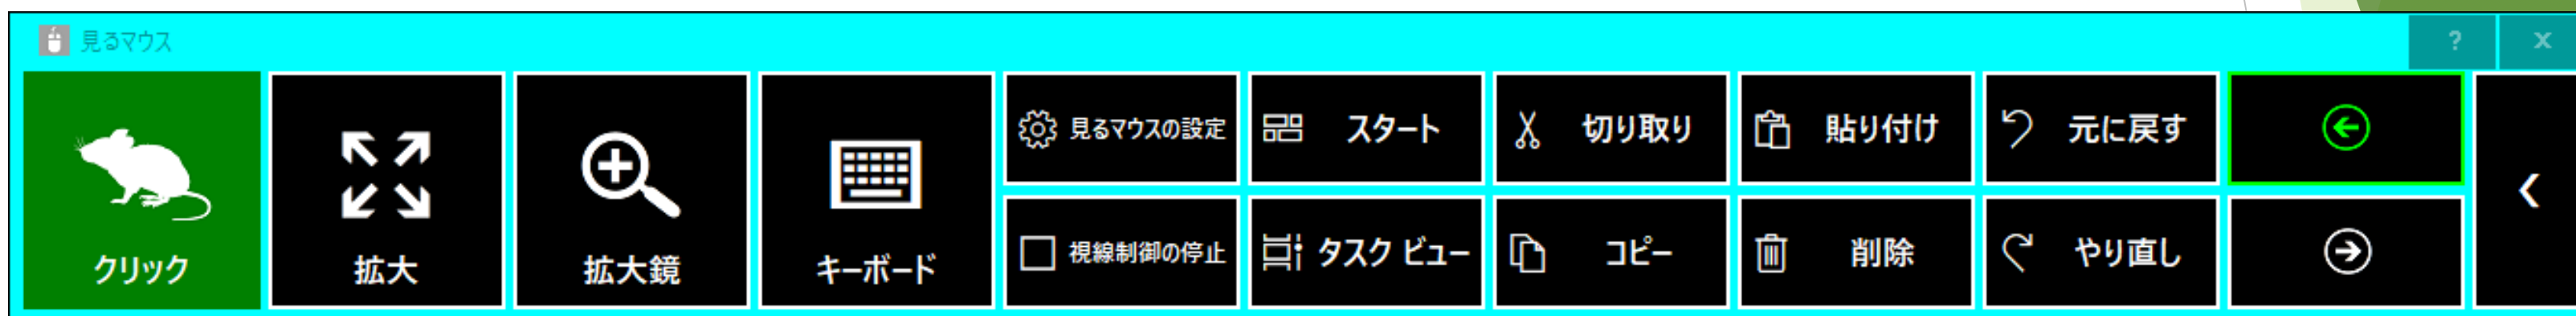 見るマウス
? x
クリック
拡大
拡大鏡
キーボード
見るマウスの設定
視線制御の停止
スタート
タスク ビュー
切り取り
コピー
貼り付け
削除
元に戻す
やり直し